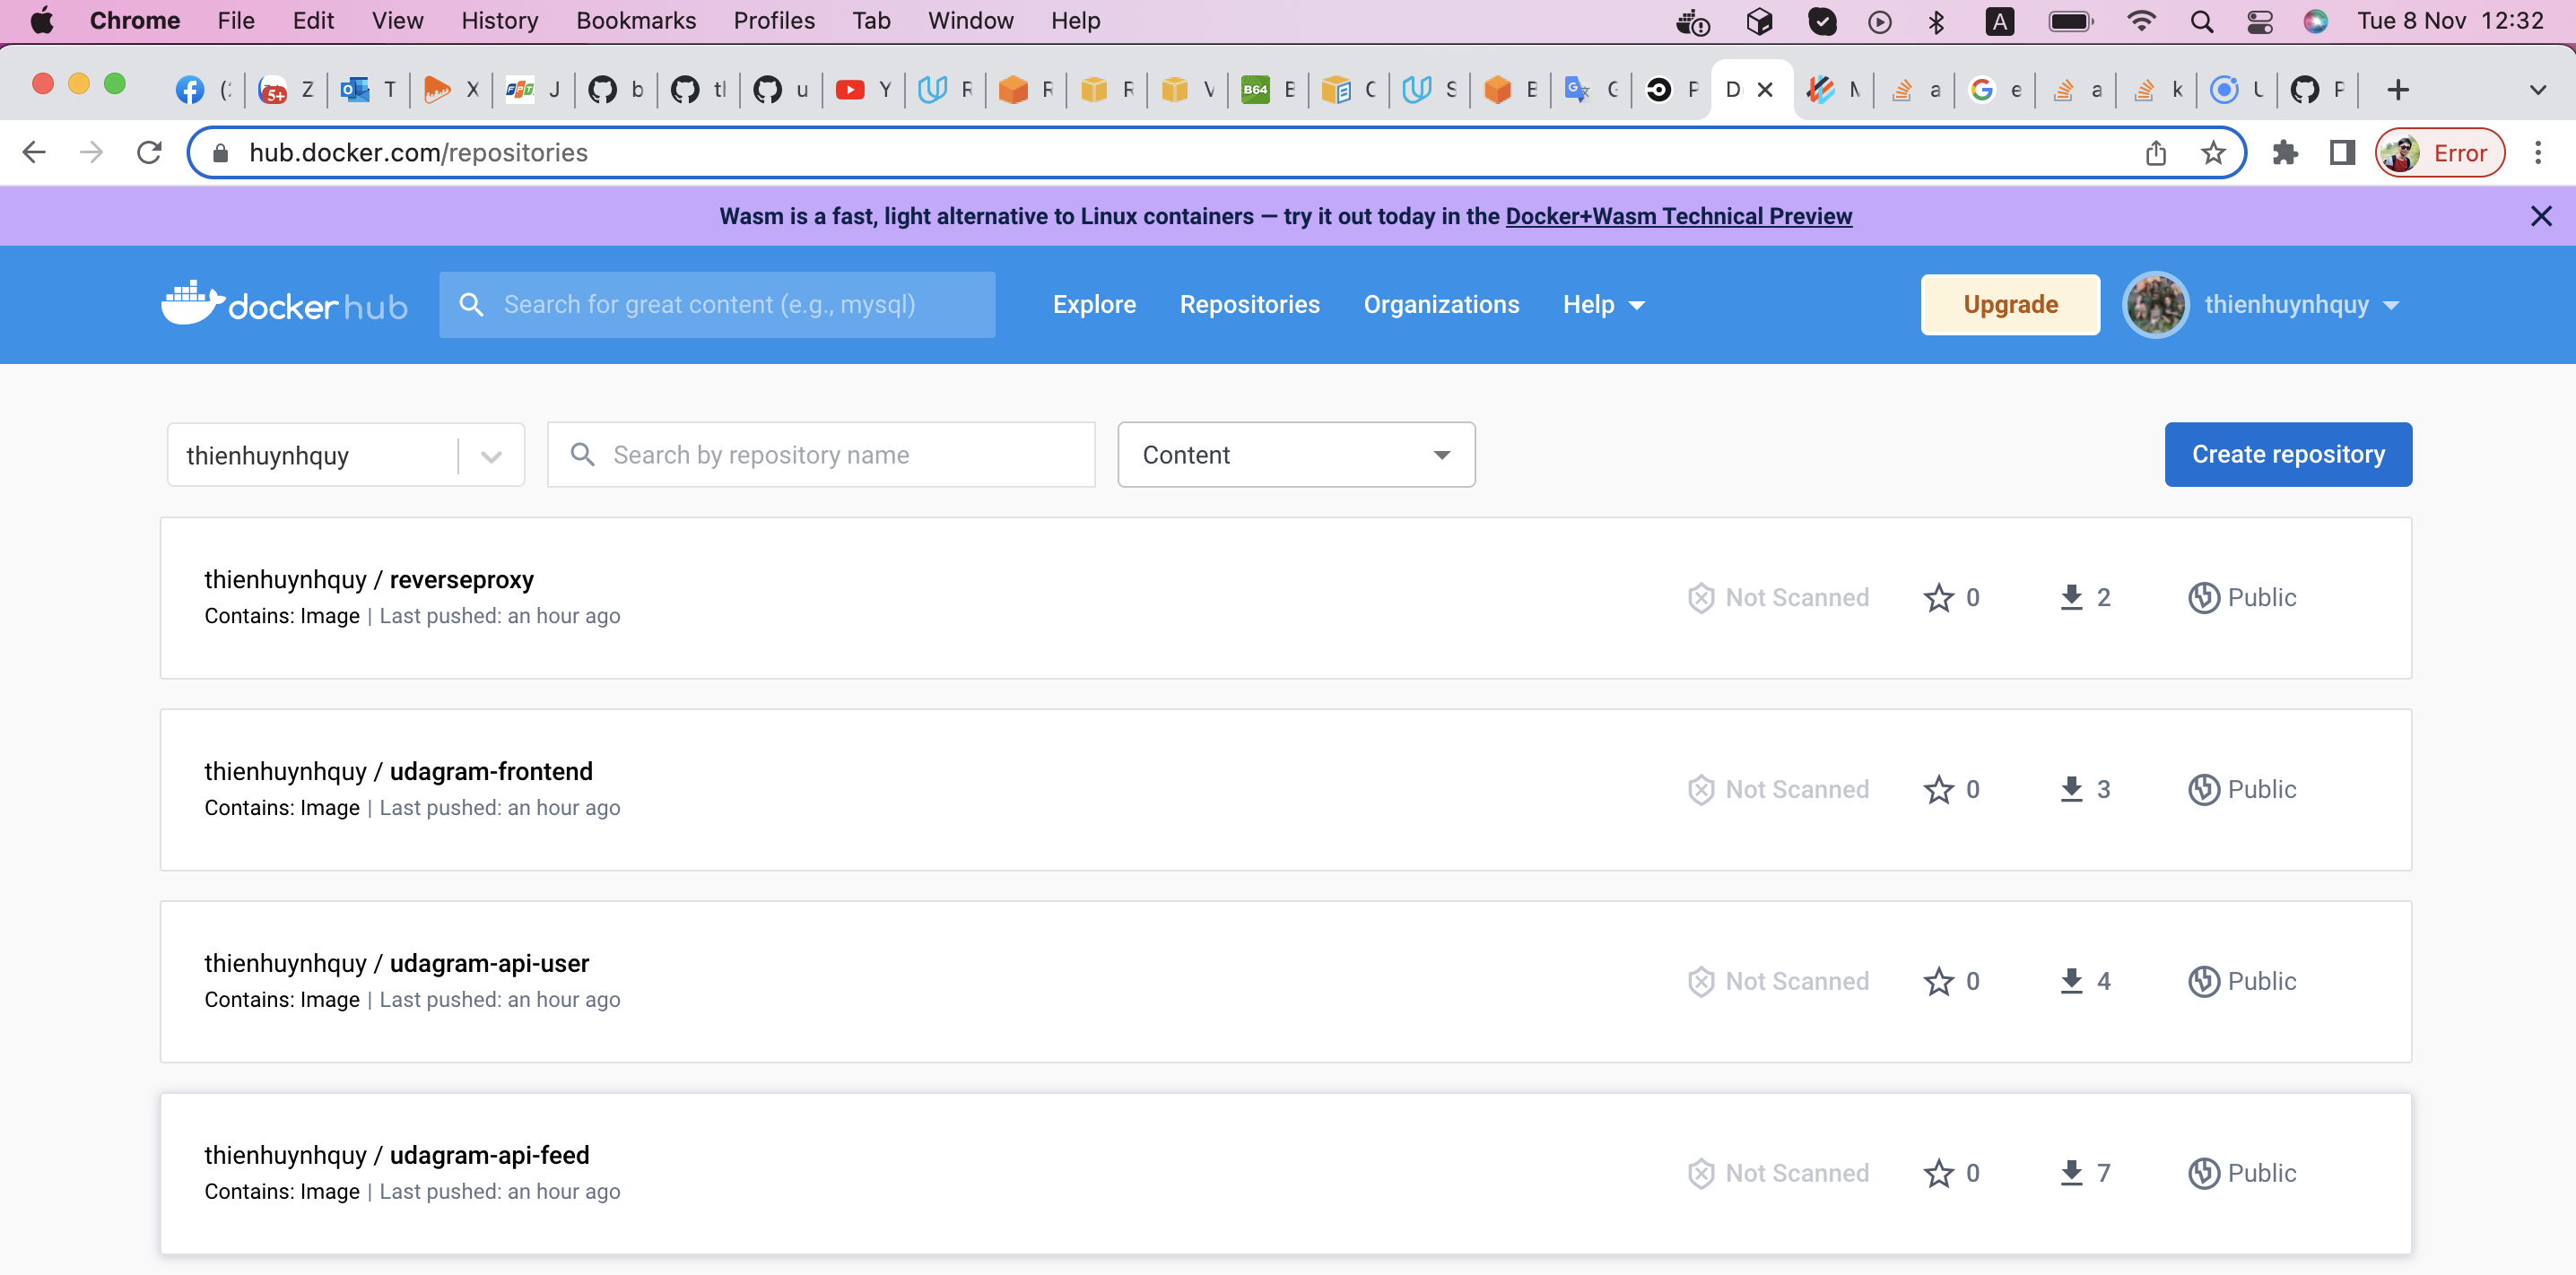 Chrome File Edit View History Bookmarks Profiles Tab Window Help A Tue 8 Nov 12:32
5+ Z T X FPT J b tl u Y R R R V B64 E C S E G P D M a e a k U P
hub.docker.com/repositories Error
Wasm is a fast, light alternative to Linux containers — try it out today in the Docker+Wasm Technical Preview
docker hub Search for great content (e.g., mysql) Explore Repositories Organizations Help Upgrade thienhuynhquy
thienhuynhquy Search by repository name Content Create repository
thienhuynhquy / reverseproxy
Contains: Image | Last pushed: an hour ago
Not Scanned 0 2 Public
thienhuynhquy / udagram-frontend
Contains: Image | Last pushed: an hour ago
Not Scanned 0 3 Public
thienhuynhquy / udagram-api-user
Contains: Image | Last pushed: an hour ago
Not Scanned 0 4 Public
thienhuynhquy / udagram-api-feed
Contains: Image | Last pushed: an hour ago
Not Scanned 0 7 Public